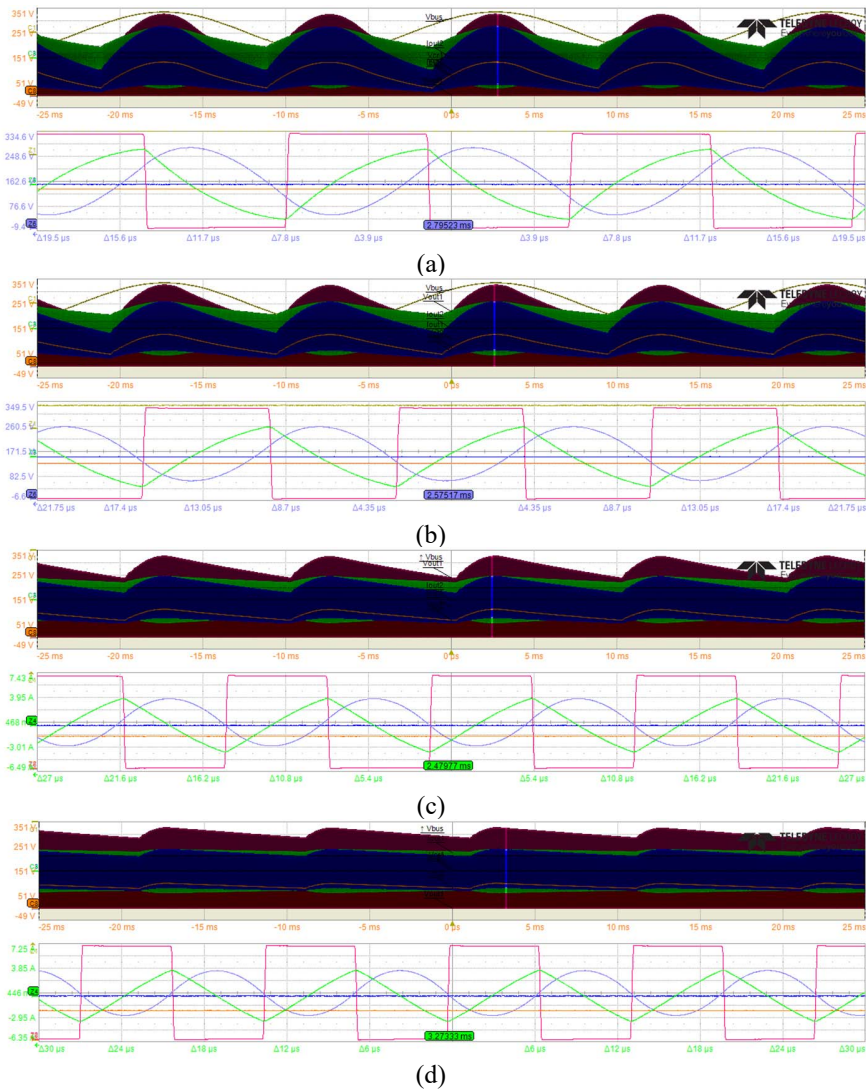 351 V
251 V
151 V
51 V
-49 V
Vbus
TELEDYNE LECROY
-25 ms -20 ms -15 ms -10 ms -5 ms 0 µs 5 ms 10 ms 15 ms 20 ms 25 ms
334.6 V
248.6 V
162.6 V
76.6 V
2.79523 ms
Δ19.5 µs Δ15.6 µs Δ11.7 µs Δ7.8 µs Δ3.9 µs Δ3.9 µs Δ7.8 µs Δ11.7 µs Δ15.6 µs Δ19.5 µs
(a)
351 V
251 V
151 V
51 V
-49 V
Vbus
Vout1
Iout2
-25 ms -20 ms -15 ms -10 ms -5 ms 0 µs 5 ms 10 ms 15 ms 20 ms 25 ms
349.5 V
260.5 V
171.5
82.5 V
2.57517 ms
Δ21.75 µs Δ17.4 µs Δ13.05 µs Δ8.7 µs Δ4.35 µs Δ4.35 µs Δ8.7 µs Δ13.05 µs Δ17.4 µs Δ21.75 µs
(b)
351 V
251 V
151 V
51 V
-49 V
↑ Vbus
Vout1
-25 ms -20 ms -15 ms -10 ms -5 ms 0 µs 5 ms 10 ms 15 ms 20 ms 25 ms
7.43
3.95 A
468 m
-3.01 A
-6.49
2.47977 ms
Δ27 µs Δ21.6 µs Δ16.2 µs Δ10.8 µs Δ5.4 µs Δ5.4 µs Δ10.8 µs Δ16.2 µs Δ21.6 µs Δ27 µs
(c)
351 V
251 V
151 V
51 V
-49 V
↑ Vbus
-25 ms -20 ms -15 ms -10 ms -5 ms 0 µs 5 ms 10 ms 15 ms 20 ms 25 ms
7.25
3.85 A
446 m
-2.95 A
-6.35
3.27333 ms
Δ30 µs Δ24 µs Δ18 µs Δ12 µs Δ6 µs Δ6 µs Δ12 µs Δ18 µs Δ24 µs Δ30 µs
(d)